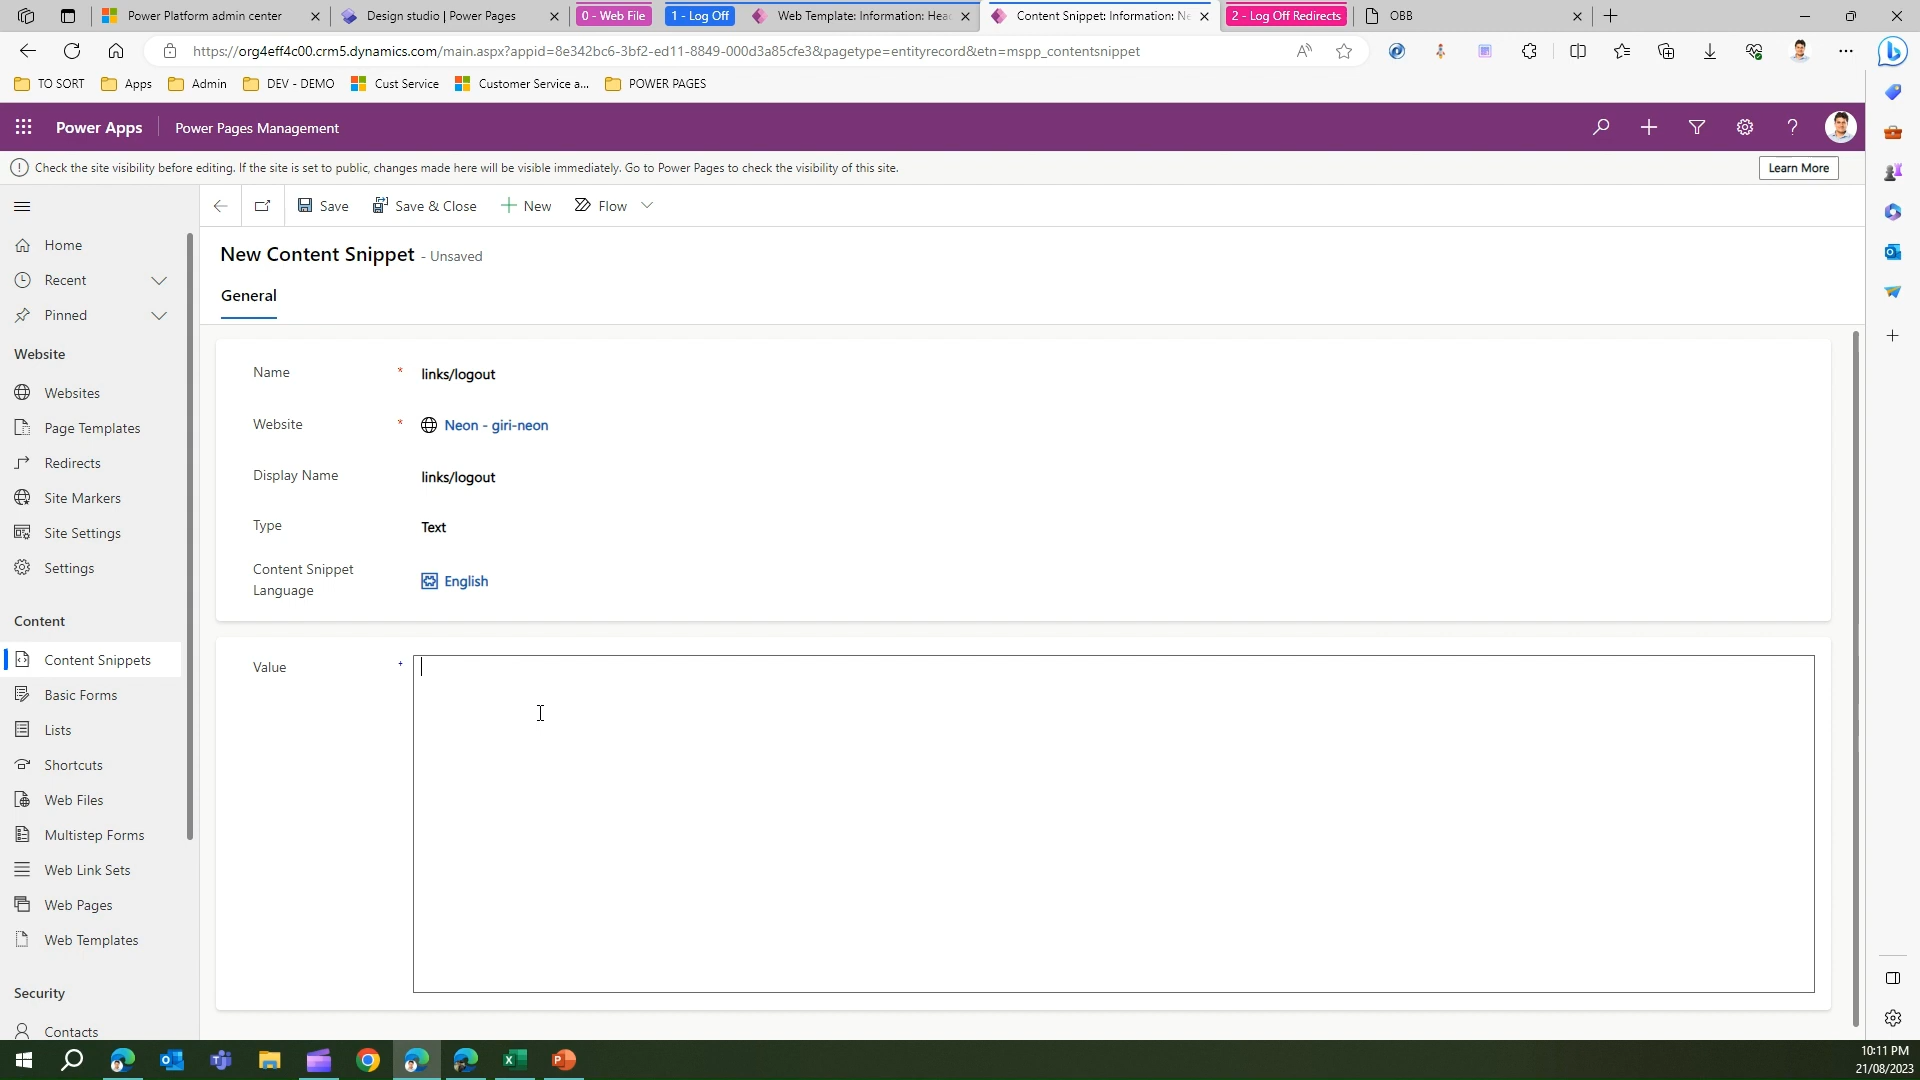 Power Platform admin center
Design studio | Power Pages
0 - Web File
1 - Log Off
Web Template: Information: Hea
Content Snippet: Information: Ne
2 - Log Off Redirects
OBB
https://org4eff4c00.crm5.dynamics.com/main.aspx?appid=8e342bc6-3bf2-ed11-8849-000d3a85cfe3&pagetype=entityrecord&etn=mspp_contentsnippet
TO SORT
Apps
Admin
DEV - DEMO
Cust Service
Customer Service a...
POWER PAGES
Power Apps
Power Pages Management
Check the site visibility before editing. If the site is set to public, changes made here will be visible immediately. Go to Power Pages to check the visibility of this site.
Learn More
Save
Save & Close
New
Flow
New Content Snippet - Unsaved
General
Home
Recent
Pinned
Website
Websites
Page Templates
Redirects
Site Markers
Site Settings
Settings
Content
Content Snippets
Basic Forms
Lists
Shortcuts
Web Files
Multistep Forms
Web Link Sets
Web Pages
Web Templates
Security
Contacts
Name * links/logout
Website * Neon - giri-neon
Display Name links/logout
Type Text
Content Snippet
Language
English
Value +
10:11 PM
21/08/2023